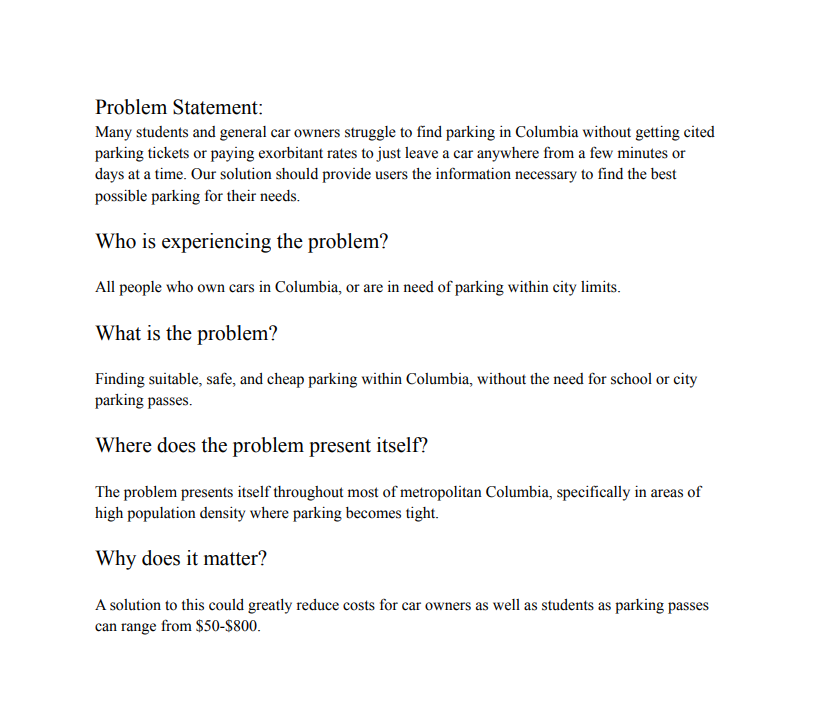 Problem Statement:
Many students and general car owners struggle to find parking in Columbia without getting cited
parking tickets or paying exorbitant rates to just leave a car anywhere from a few minutes or
days at a time. Our solution should provide users the information necessary to find the best
possible parking for their needs.
Who is experiencing the problem?
All people who own cars in Columbia, or are in need of parking within city limits.
What is the problem?
Finding suitable, safe, and cheap parking within Columbia, without the need for school or city
parking passes.
Where does the problem present itself?
The problem presents itself throughout most of metropolitan Columbia, specifically in areas of
high population density where parking becomes tight.
Why does it matter?
A solution to this could greatly reduce costs for car owners as well as students as parking passes
can range from $50-$800.